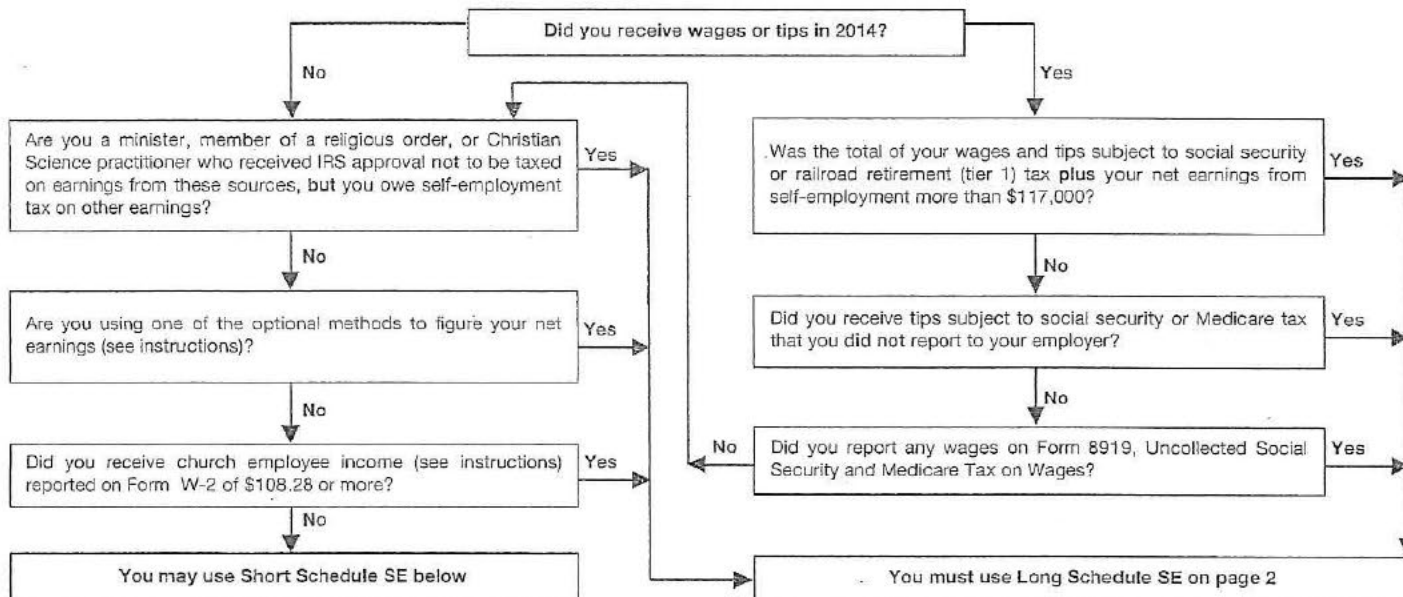 Did you receive wages or tips in 2014?
No
Yes
Are you a minister, member of a religious order, or Christian
Science practitioner who received IRS approval not to be taxed
on earnings from these sources, but you owe self-employment
tax on other earnings?
Yes
.Was the total of your wages and tips subject to social security
or railroad retirement (tier 1) tax plus your net earnings from
self-employment more than $117,000?
Yes
No
No
Are you using one of the optional methods to figure your net
earnings (see instructions)?
Yes
Did you receive tips subject to social security or Medicare tax
that you did not report to your employer?
Yes
No
No
Did you receive church employee income (see instructions)
reported on Form W-2 of $108.28 or more?
Yes
No
Did you report any wages on Form 8919, Uncollected Social
Security and Medicare Tax on Wages?
Yes
No
You may use Short Schedule SE below
You must use Long Schedule SE on page 2